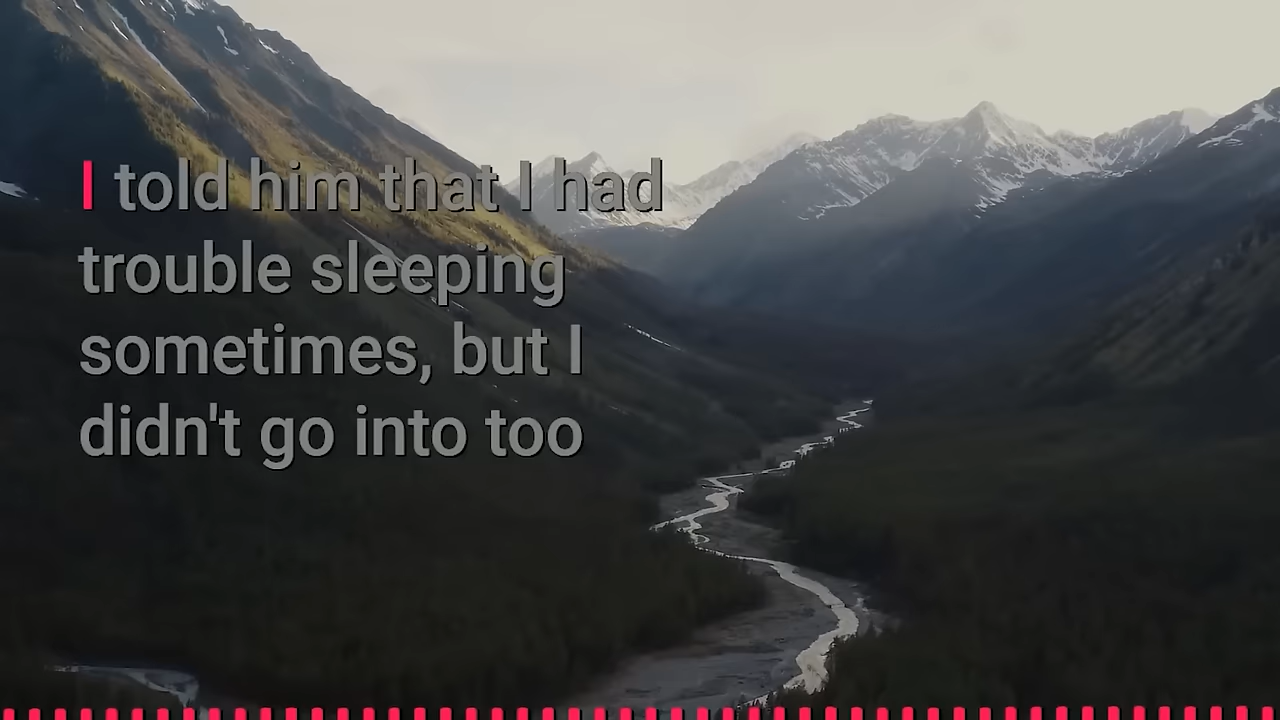 I told him that I had
trouble sleeping
sometimes, but I
didn't go into too